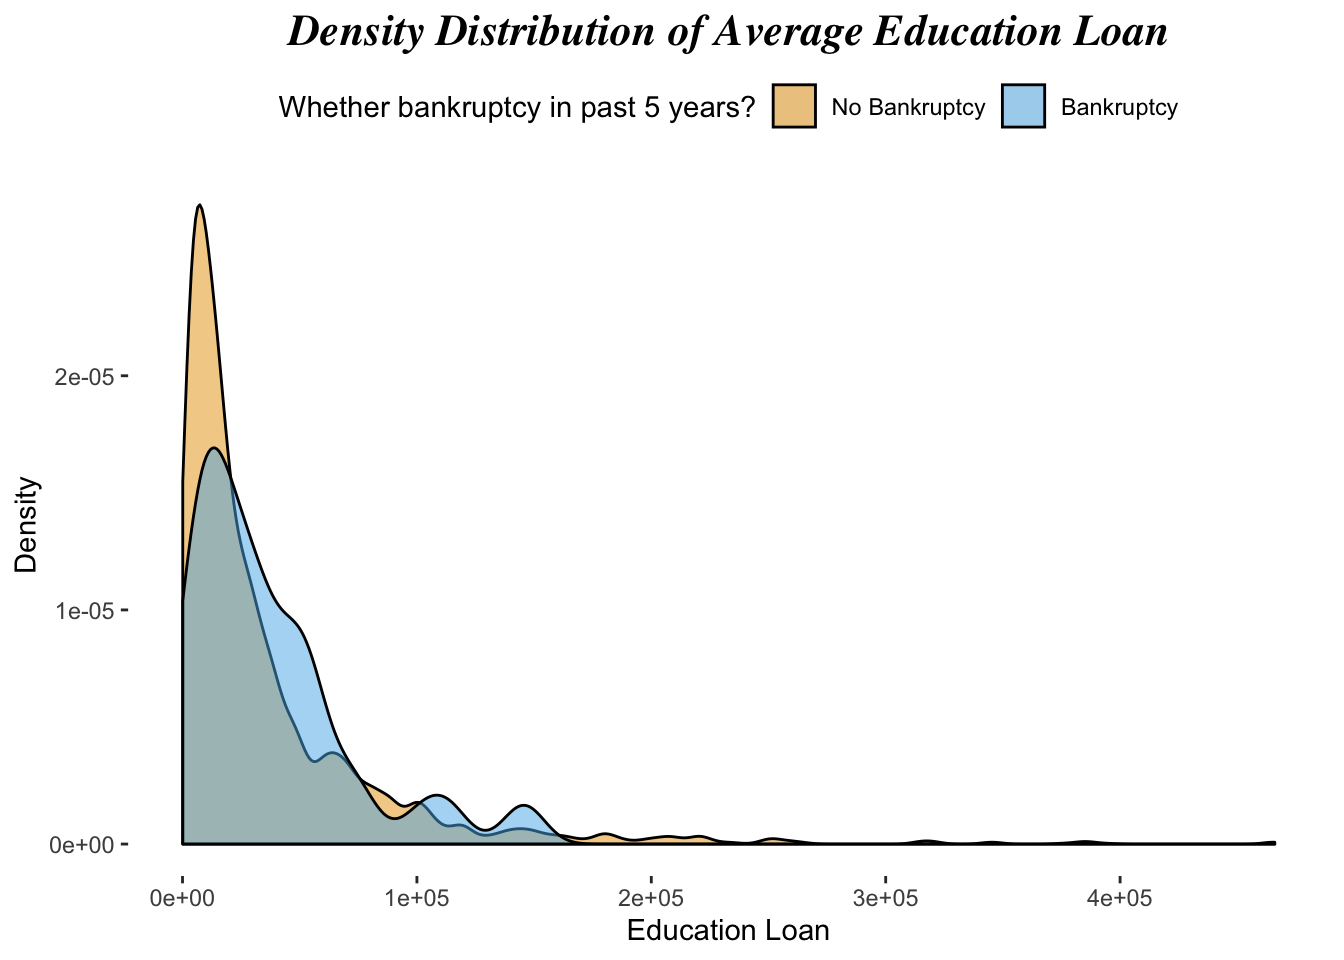 Density Distribution of Average Education Loan
Whether bankruptcy in past 5 years? No Bankruptcy Bankruptcy
2e-05
Density
1e-05
0e+00
0e+00 1e+05 2e+05 3e+05 4e+05
Education Loan